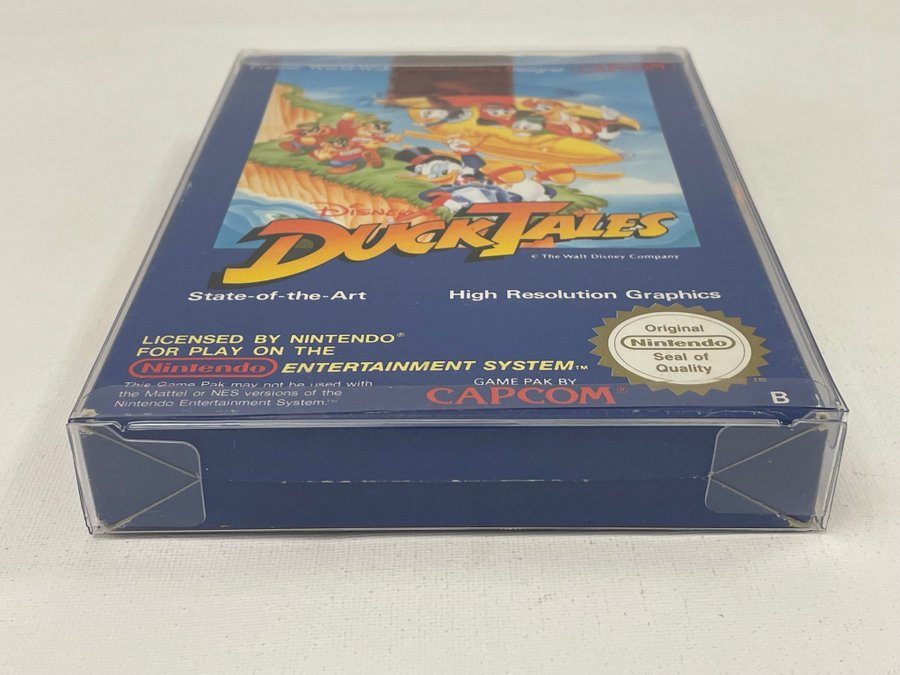 CAPCOM
Disney's
DUCKTALES
© The Walt Disney Company
State-of-the-Art
High Resolution Graphics
LICENSED BY NINTENDO®
FOR PLAY ON THE
Nintendo ENTERTAINMENT SYSTEM™
This Game Pak may not be used with
the Mattel or NES versions of the
Nintendo Entertainment System.™
GAME PAK BY
CAPCOM®
Original
Nintendo
Seal of
Quality
B